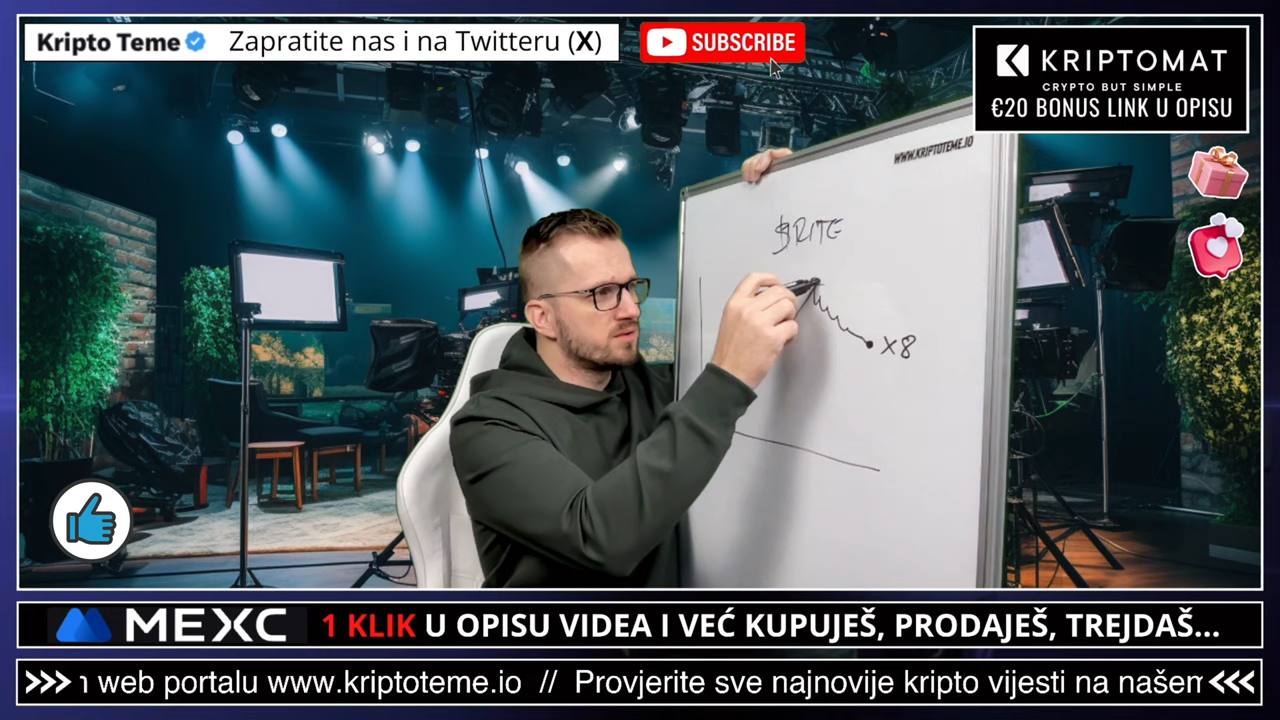 Kripto Teme
Zapratite nas i na Twitteru (X)
SUBSCRIBE
KRIPTOMAT
CRYPTO BUT SIMPLE
€20 BONUS LINK U OPISU
WWW.KRIPTOTEME.IO
$RITE
X8
MEXC
1 KLIK U OPISU VIDEA I VEĆ KUPUJEŠ, PRODAJEŠ, TREJDAŠ...
web portalu www.kriptoteme.io // Provjerite sve najnovije kripto vijesti na našem